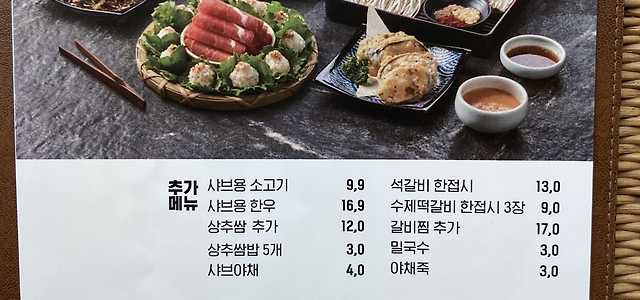 추가
메뉴
샤브용 소고기 9,9
샤브용 한우 16,9
상추쌈 추가 12,0
상추쌈밥 5개 3,0
샤브야채 4,0
석갈비 한접시 13,0
수제떡갈비 한접시 3장 9,0
갈비찜 추가 17,0
밀국수 3,0
야채죽 3,0